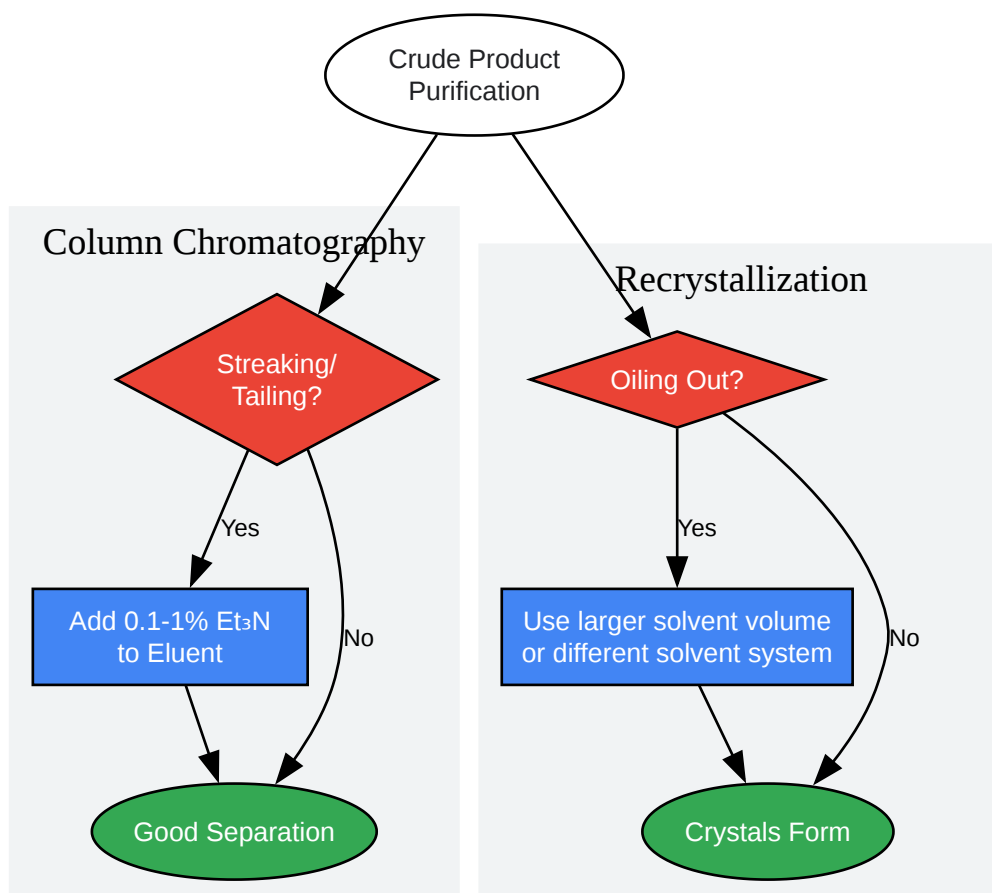 Crude Product
Purification
Column Chromatography
Streaking/
Tailing?
Yes
No
Add 0.1-1% Et₃N
to Eluent
Good Separation
Recrystallization
Oiling Out?
Yes
No
Use larger solvent volume
or different solvent system
Crystals Form